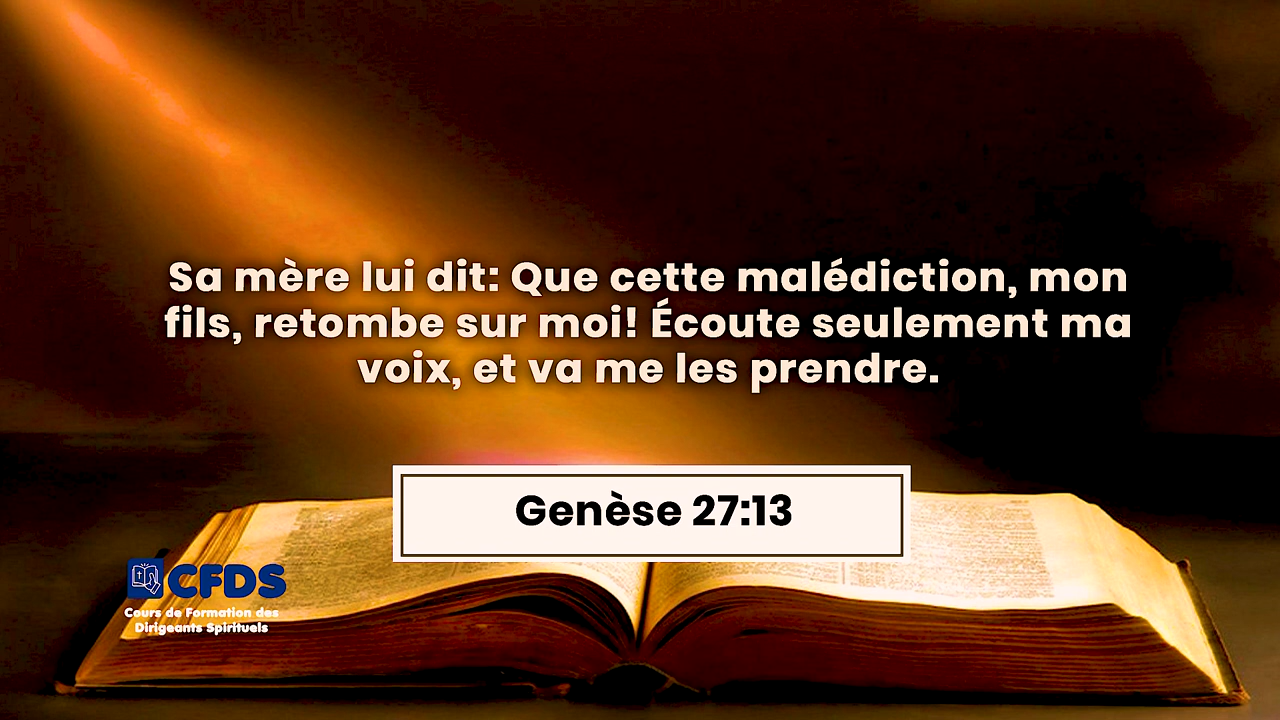 Sa mère lui dit: Que cette malédiction, mon
fils, retombe sur moi! Écoute seulement ma
voix, et va me les prendre.
Genèse 27:13
CFDS
Cours de Formation des
Dirigeants Spirituels